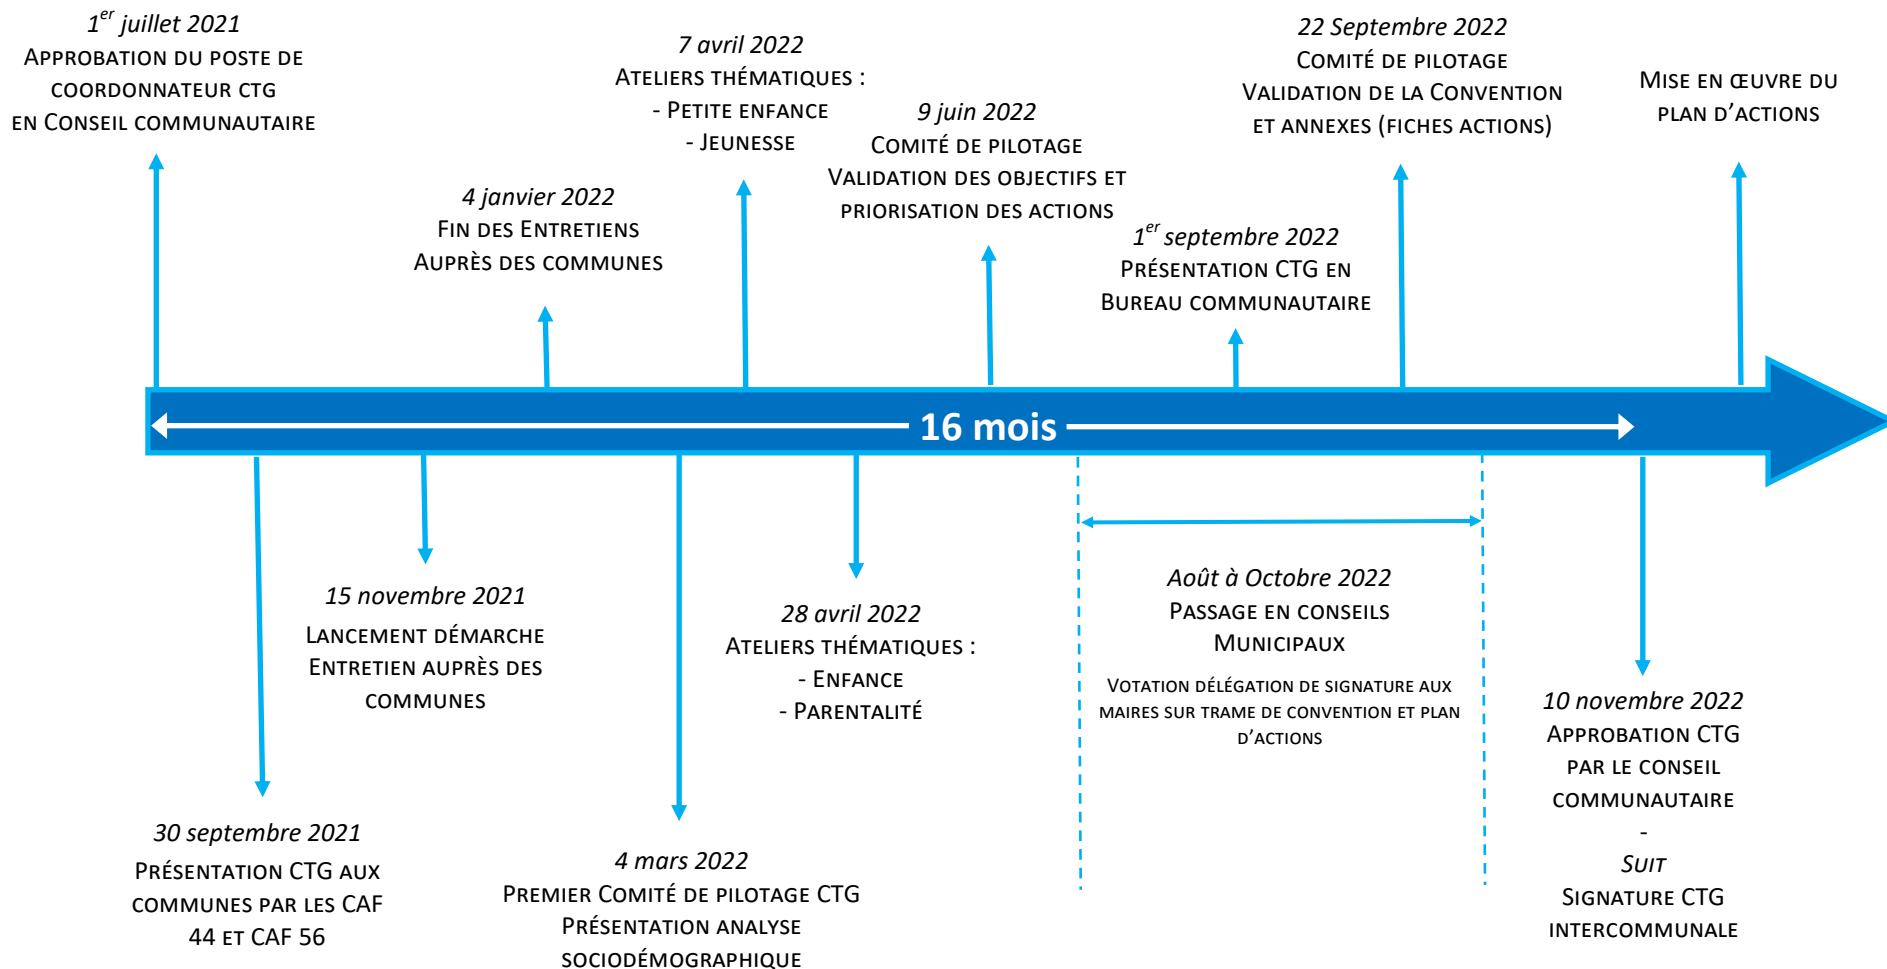 1er juillet 2021
APPROBATION DU POSTE DE
COORDONNATEUR CTG
EN CONSEIL COMMUNAUTAIRE
4 janvier 2022
FIN DES ENTRETIENS
AUPRÈS DES COMMUNES
7 avril 2022
ATELIERS THÉMATIQUES :
- PETITE ENFANCE
- JEUNESSE
9 juin 2022
COMITÉ DE PILOTAGE
VALIDATION DES OBJECTIFS ET
PRIORISATION DES ACTIONS
1er septembre 2022
PRÉSENTATION CTG EN
BUREAU COMMUNAUTAIRE
22 Septembre 2022
COMITÉ DE PILOTAGE
VALIDATION DE LA CONVENTION
ET ANNEXES (FICHES ACTIONS)
MISE EN ŒUVRE DU
PLAN D'ACTIONS
16 mois
30 septembre 2021
PRÉSENTATION CTG AUX
COMMUNES PAR LES CAF
44 ET CAF 56
15 novembre 2021
LANCEMENT DÉMARCHE
ENTRETIEN AUPRÈS DES
COMMUNES
4 mars 2022
PREMIER COMITÉ DE PILOTAGE CTG
PRÉSENTATION ANALYSE
SOCIODÉMOGRAPHIQUE
28 avril 2022
ATELIERS THÉMATIQUES :
- ENFANCE
- PARENTALITÉ
Août à Octobre 2022
PASSAGE EN CONSEILS
MUNICIPAUX
VOTATION DÉLÉGATION DE SIGNATURE AUX
MAIRES SUR TRAME DE CONVENTION ET PLAN
D'ACTIONS
10 novembre 2022
APPROBATION CTG
PAR LE CONSEIL
COMMUNAUTAIRE
-
SUIT
SIGNATURE CTG
INTERCOMMUNALE